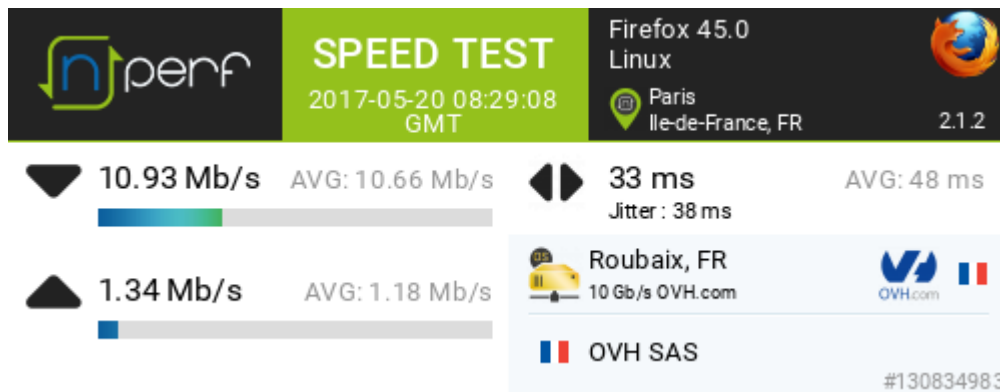 nperf
SPEED TEST
2017-05-20 08:29:08
GMT
Firefox 45.0
Linux
Paris
Ile-de-France, FR
2.1.2
10.93 Mb/s AVG: 10.66 Mb/s
1.34 Mb/s AVG: 1.18 Mb/s
33 ms AVG: 48 ms
Jitter : 38 ms
Roubaix, FR
10 Gb/s OVH.com
OVH.com
OVH SAS
#130834983